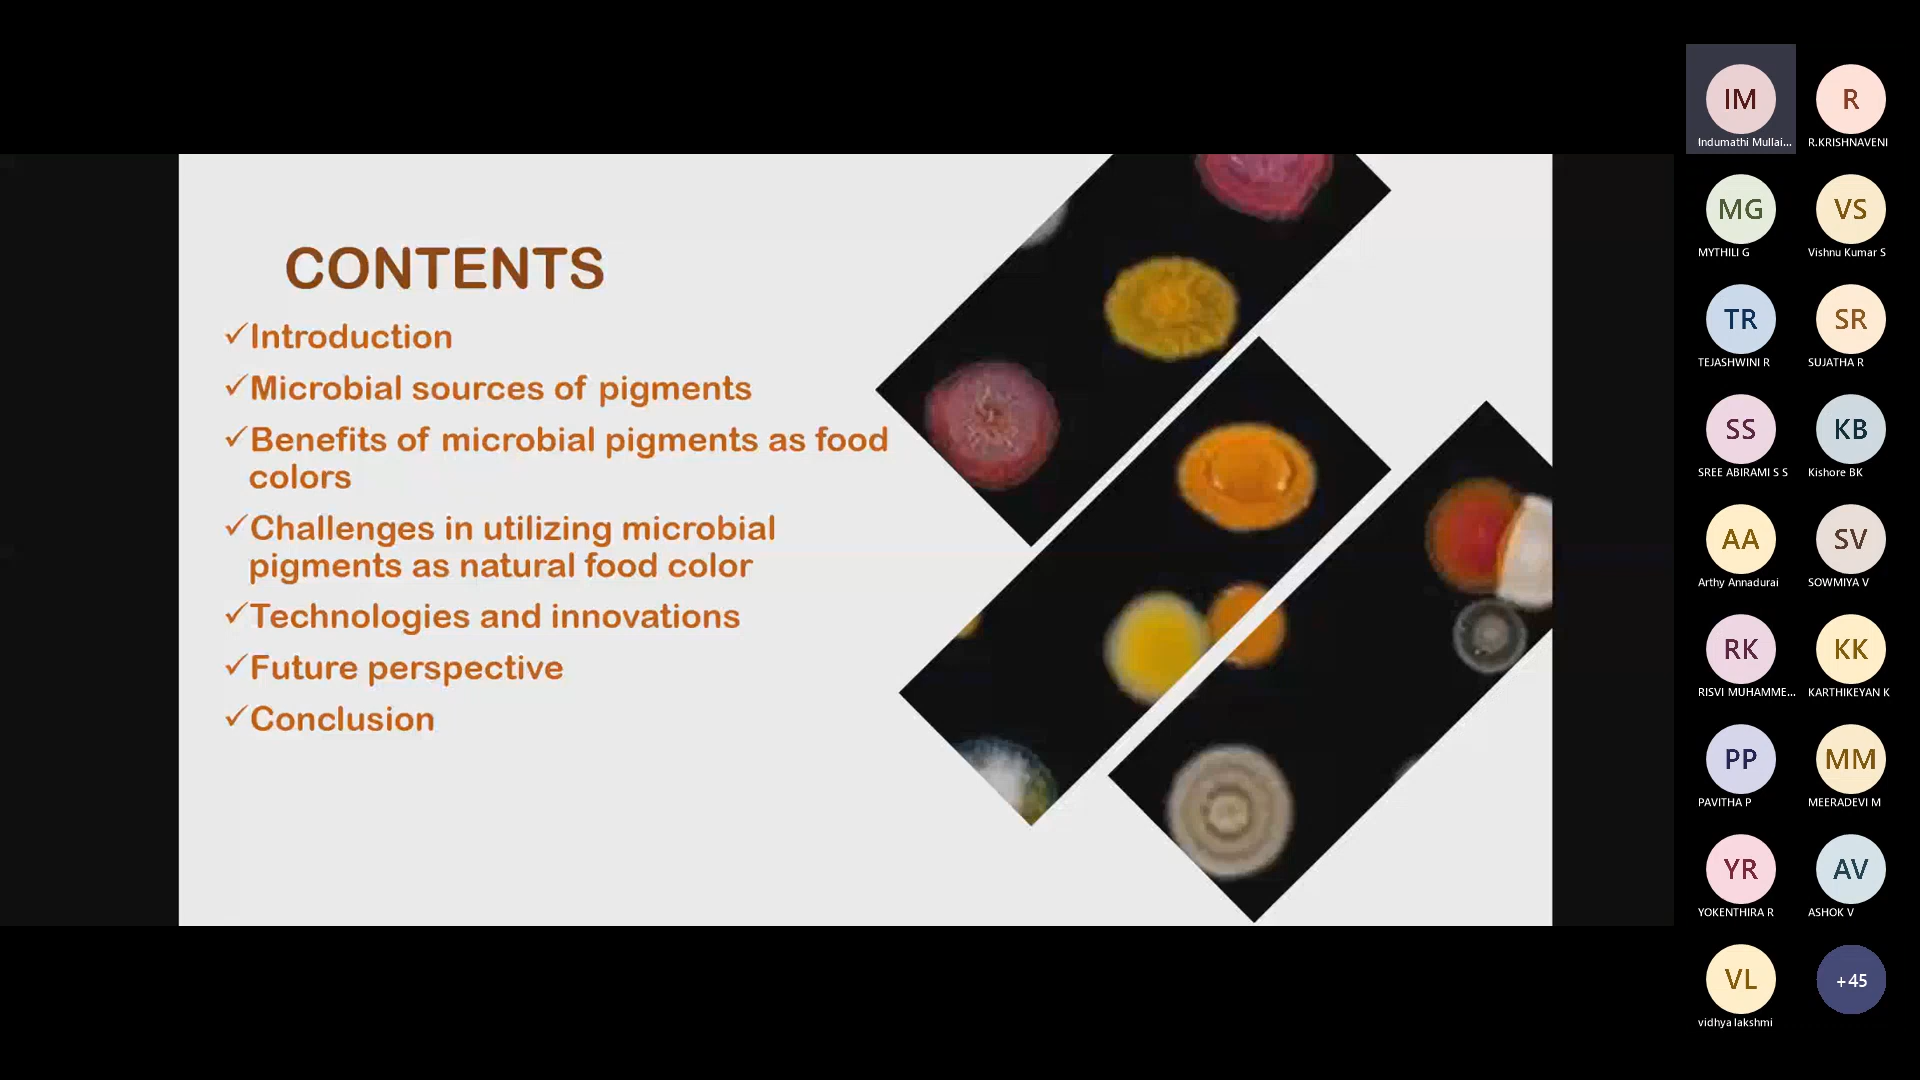 CONTENTS
✓Introduction
✓Microbial sources of pigments
✓Benefits of microbial pigments as food
colors
✓Challenges in utilizing microbial
pigments as natural food color
✓Technologies and innovations
✓Future perspective
✓Conclusion
IM
Indumathi Mullai...
R
R.KRISHNAVENI
MG
MYTHILI G
VS
Vishnu Kumar S
TR
TEJASHWINI R
SR
SUJATHA R
SS
SREE ABIRAMI S S
KB
Kishore BK
AA
Arthy Annadurai
SV
SOWMIYA V
RK
RISVI MUHAMME...
KK
KARTHIKEYAN K
PP
PAVITHA P
MM
MEERADEVI M
YR
YOKENTHIRA R
AV
ASHOK V
VL
vidhya lakshmi
+45